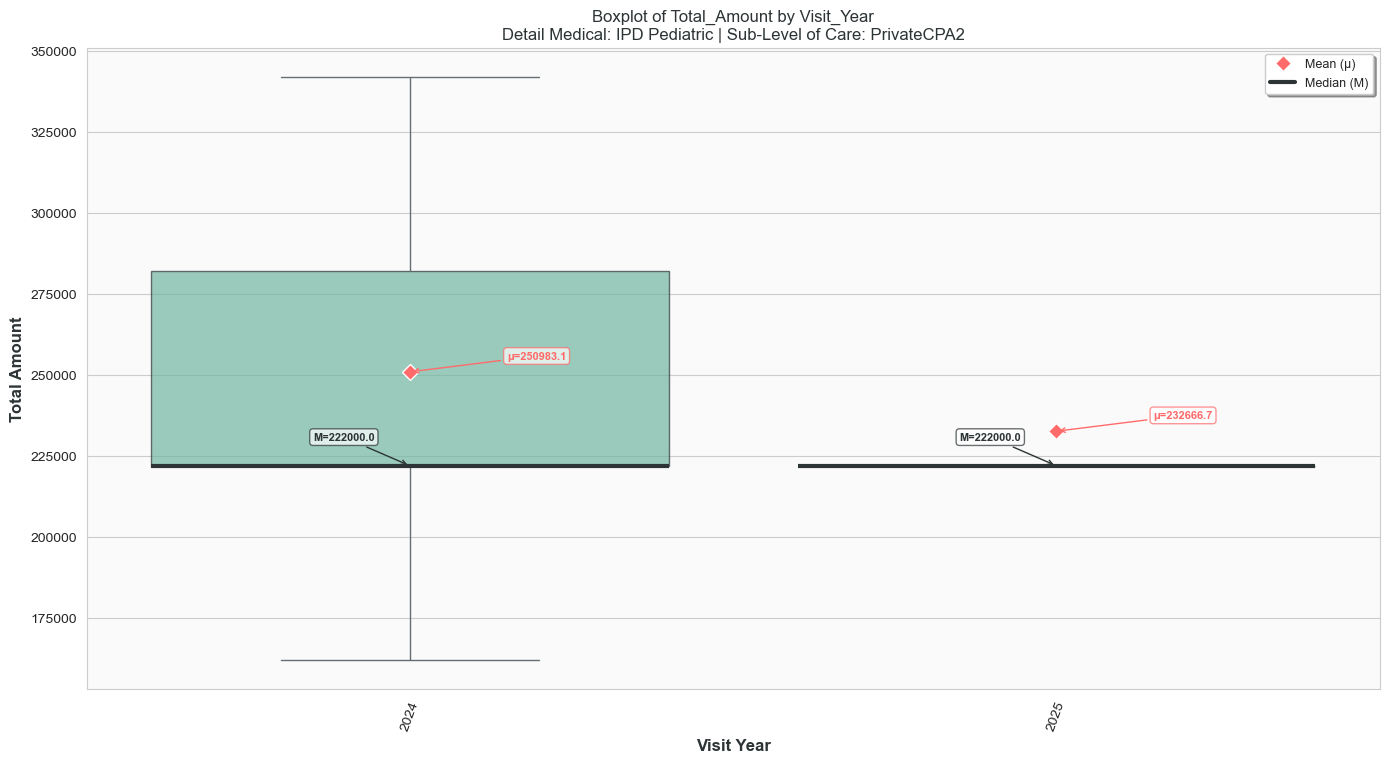 Boxplot of Total_Amount by Visit_Year
Detail Medical: IPD Pediatric | Sub-Level of Care: PrivateCPA2
Mean (μ)
Median (M)
Total Amount
350000
325000
300000
275000
250000
225000
200000
175000
μ=250983.1
M=222000.0
μ=232666.7
M=222000.0
2024
2025
Visit Year